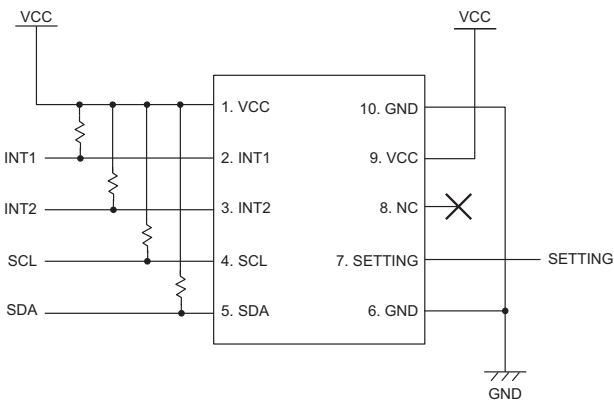 VCC
VCC
1. VCC
10. GND
INT1
2. INT1
9. VCC
INT2
3. INT2
8. NC
SCL
4. SCL
7. SETTING
SETTING
SDA
5. SDA
6. GND
GND